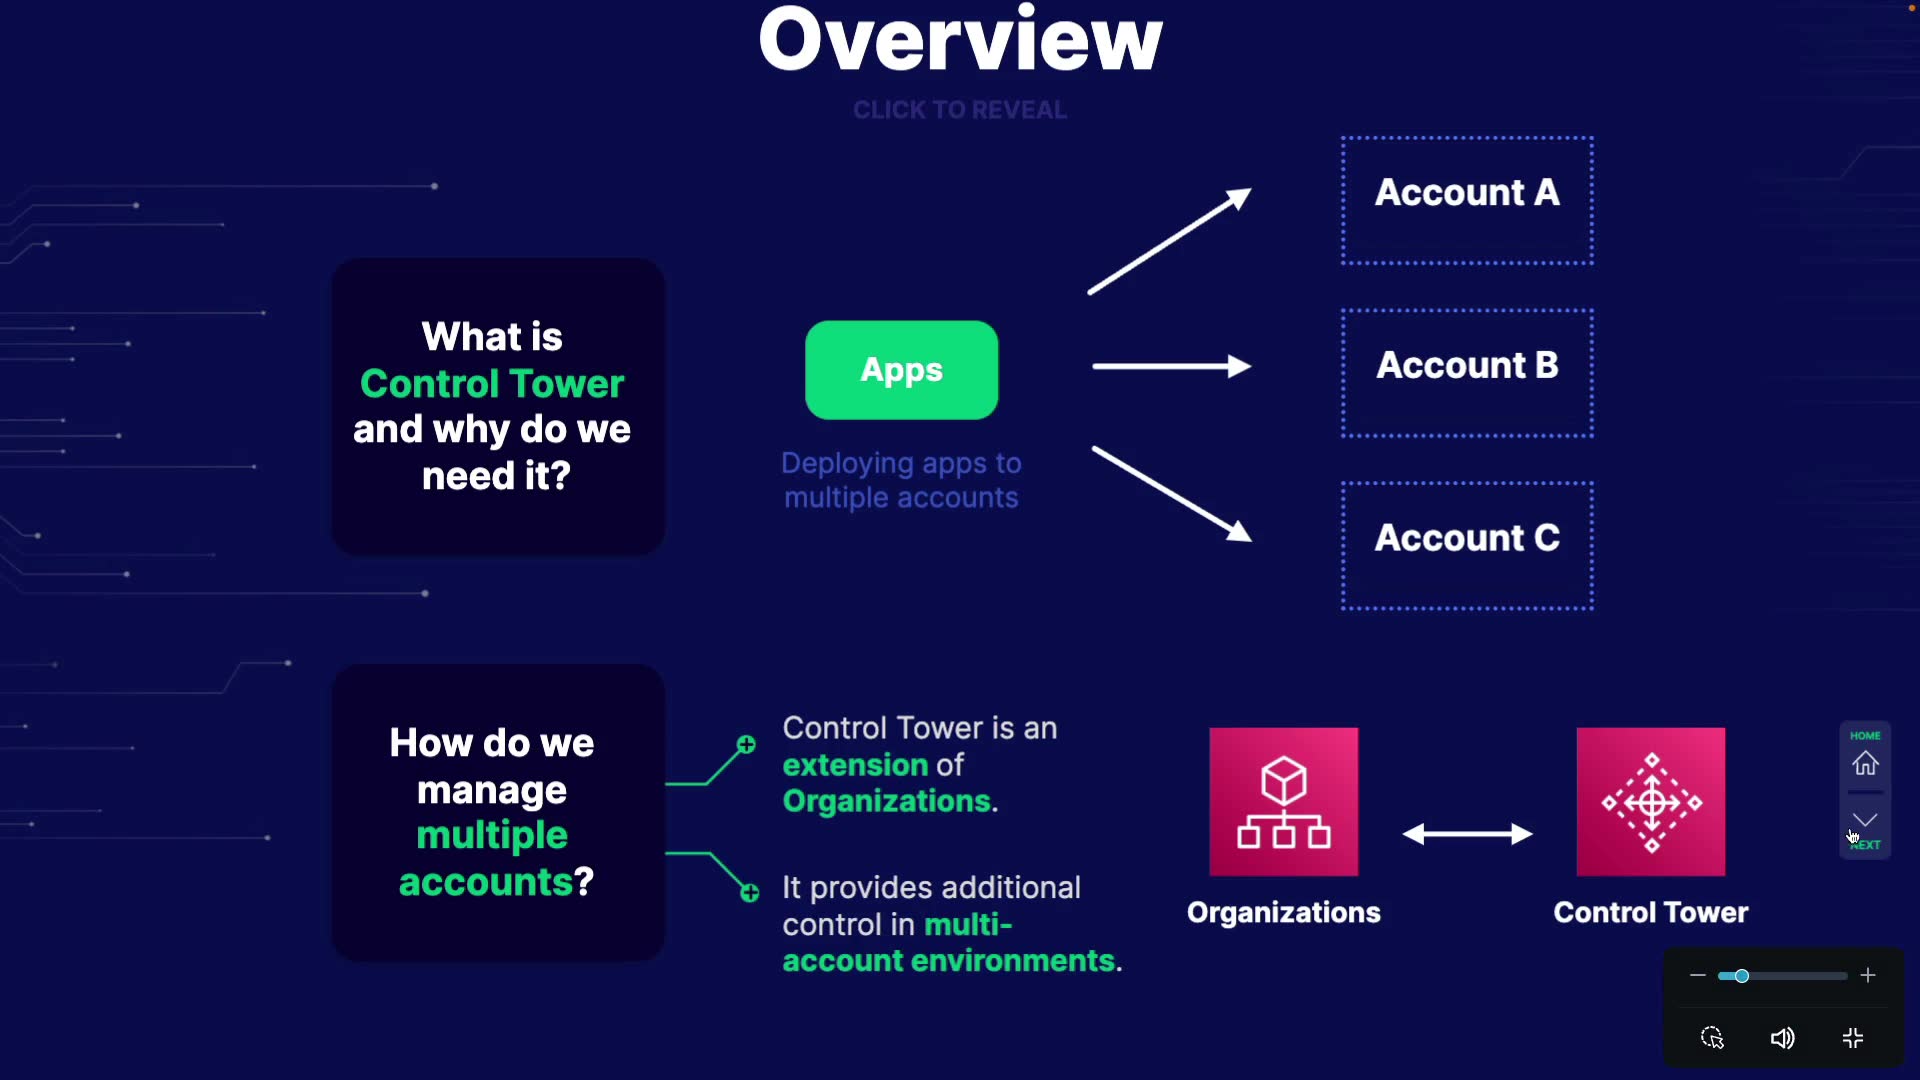 Overview
CLICK TO REVEAL
What is
Control Tower
and why do we
need it?
Apps
Deploying apps to
multiple accounts
Account A
Account B
Account C
How do we
manage
multiple
accounts?
Control Tower is an
extension of
Organizations.
It provides additional
control in multi-
account environments.
Organizations
Control Tower
HOME
NEXT